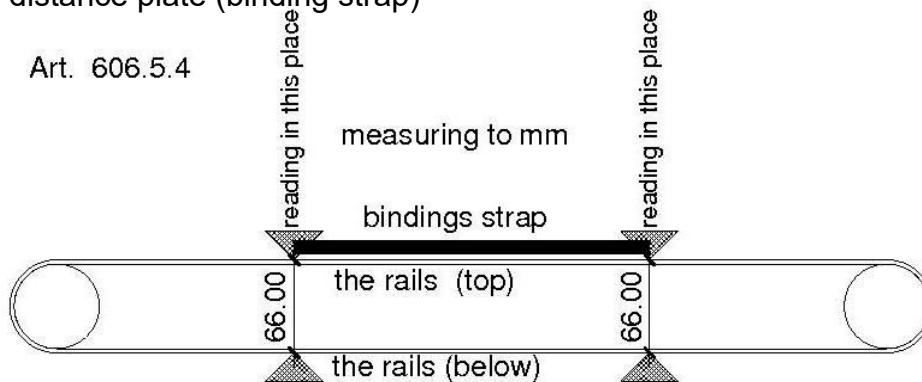 distance plate (binding strap)
Art. 606.5.4
reading in this place
reading in this place
measuring to mm
bindings strap
the rails (top)
66.00
66.00
the rails (below)